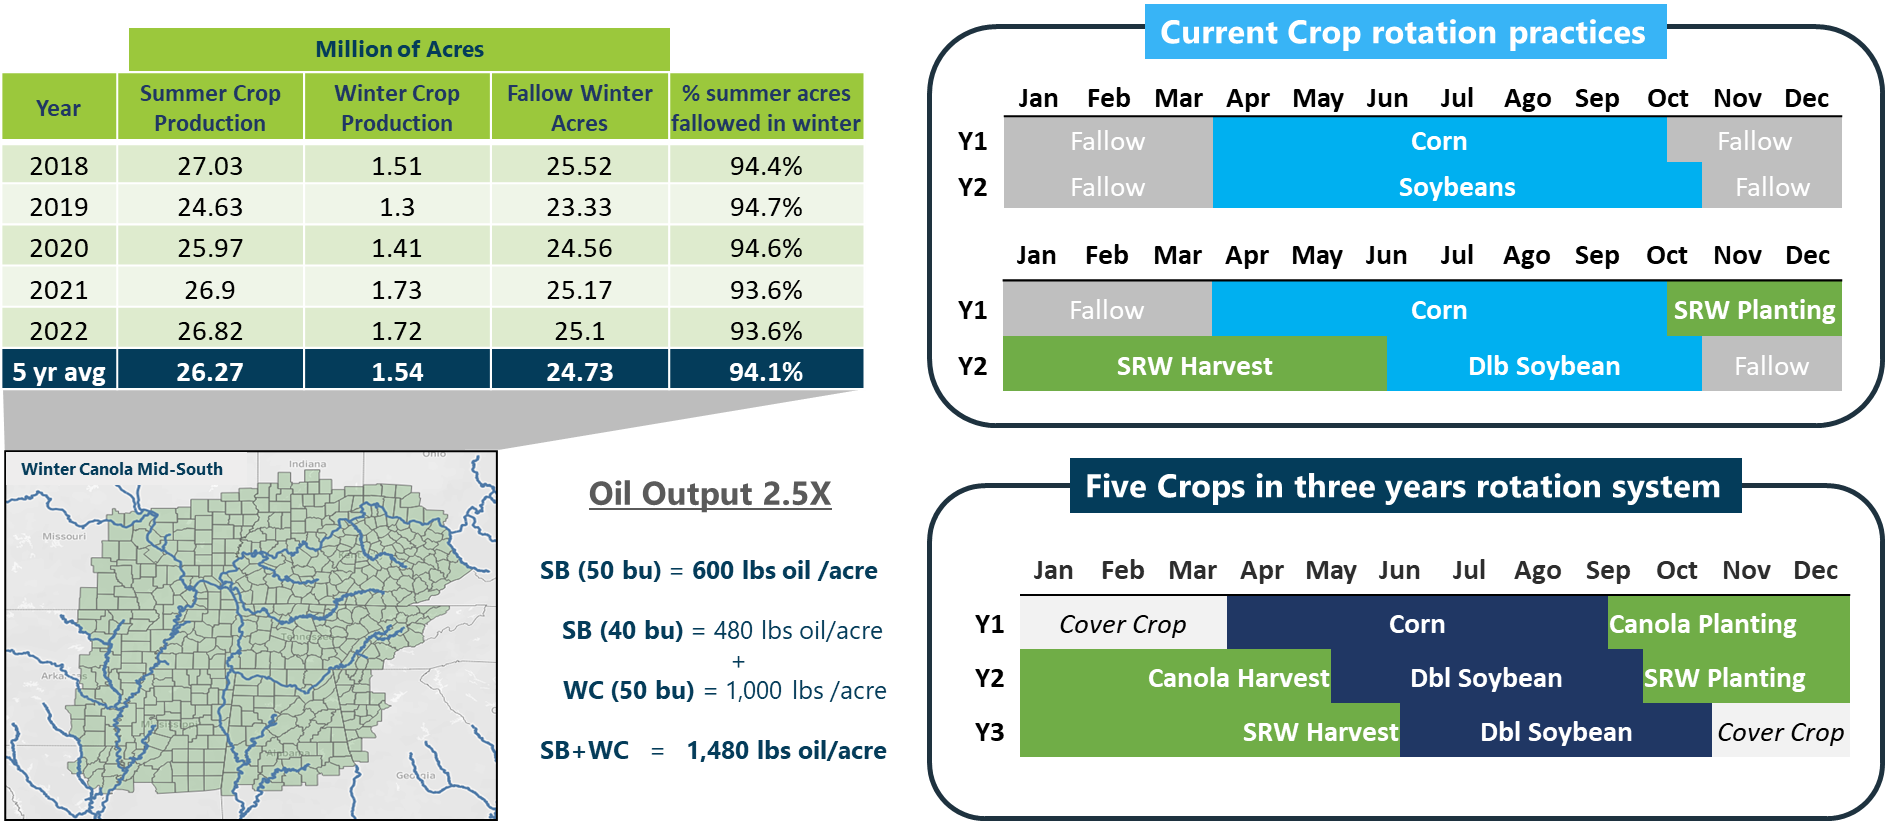 Million of Acres
Year
Summer Crop Production
Winter Crop Production
Fallow Winter Acres
% summer acres fallowed in winter
2018 27.03 1.51 25.52 94.4%
2019 24.63 1.3 23.33 94.7%
2020 25.97 1.41 24.56 94.6%
2021 26.9 1.73 25.17 93.6%
2022 26.82 1.72 25.1 93.6%
5 yr avg 26.27 1.54 24.73 94.1%
Winter Canola Mid-South
Indiana
Ohio
Missouri
Tennessee
Arkansas
Mississippi
Alabama
Georgia
Oil Output 2.5X
SB (50 bu) = 600 lbs oil /acre
SB (40 bu) = 480 lbs oil/acre
+
WC (50 bu) = 1,000 lbs /acre
SB+WC = 1,480 lbs oil/acre
Current Crop rotation practices
Jan Feb Mar Apr May Jun Jul Ago Sep Oct Nov Dec
Y1 Fallow Corn Fallow
Y2 Fallow Soybeans Fallow
Jan Feb Mar Apr May Jun Jul Ago Sep Oct Nov Dec
Y1 Fallow Corn SRW Planting
Y2 SRW Harvest Dlb Soybean Fallow
Five Crops in three years rotation system
Jan Feb Mar Apr May Jun Jul Ago Sep Oct Nov Dec
Y1 Cover Crop Corn Canola Planting
Y2 Canola Harvest Dbl Soybean SRW Planting
Y3 SRW Harvest Dbl Soybean Cover Crop